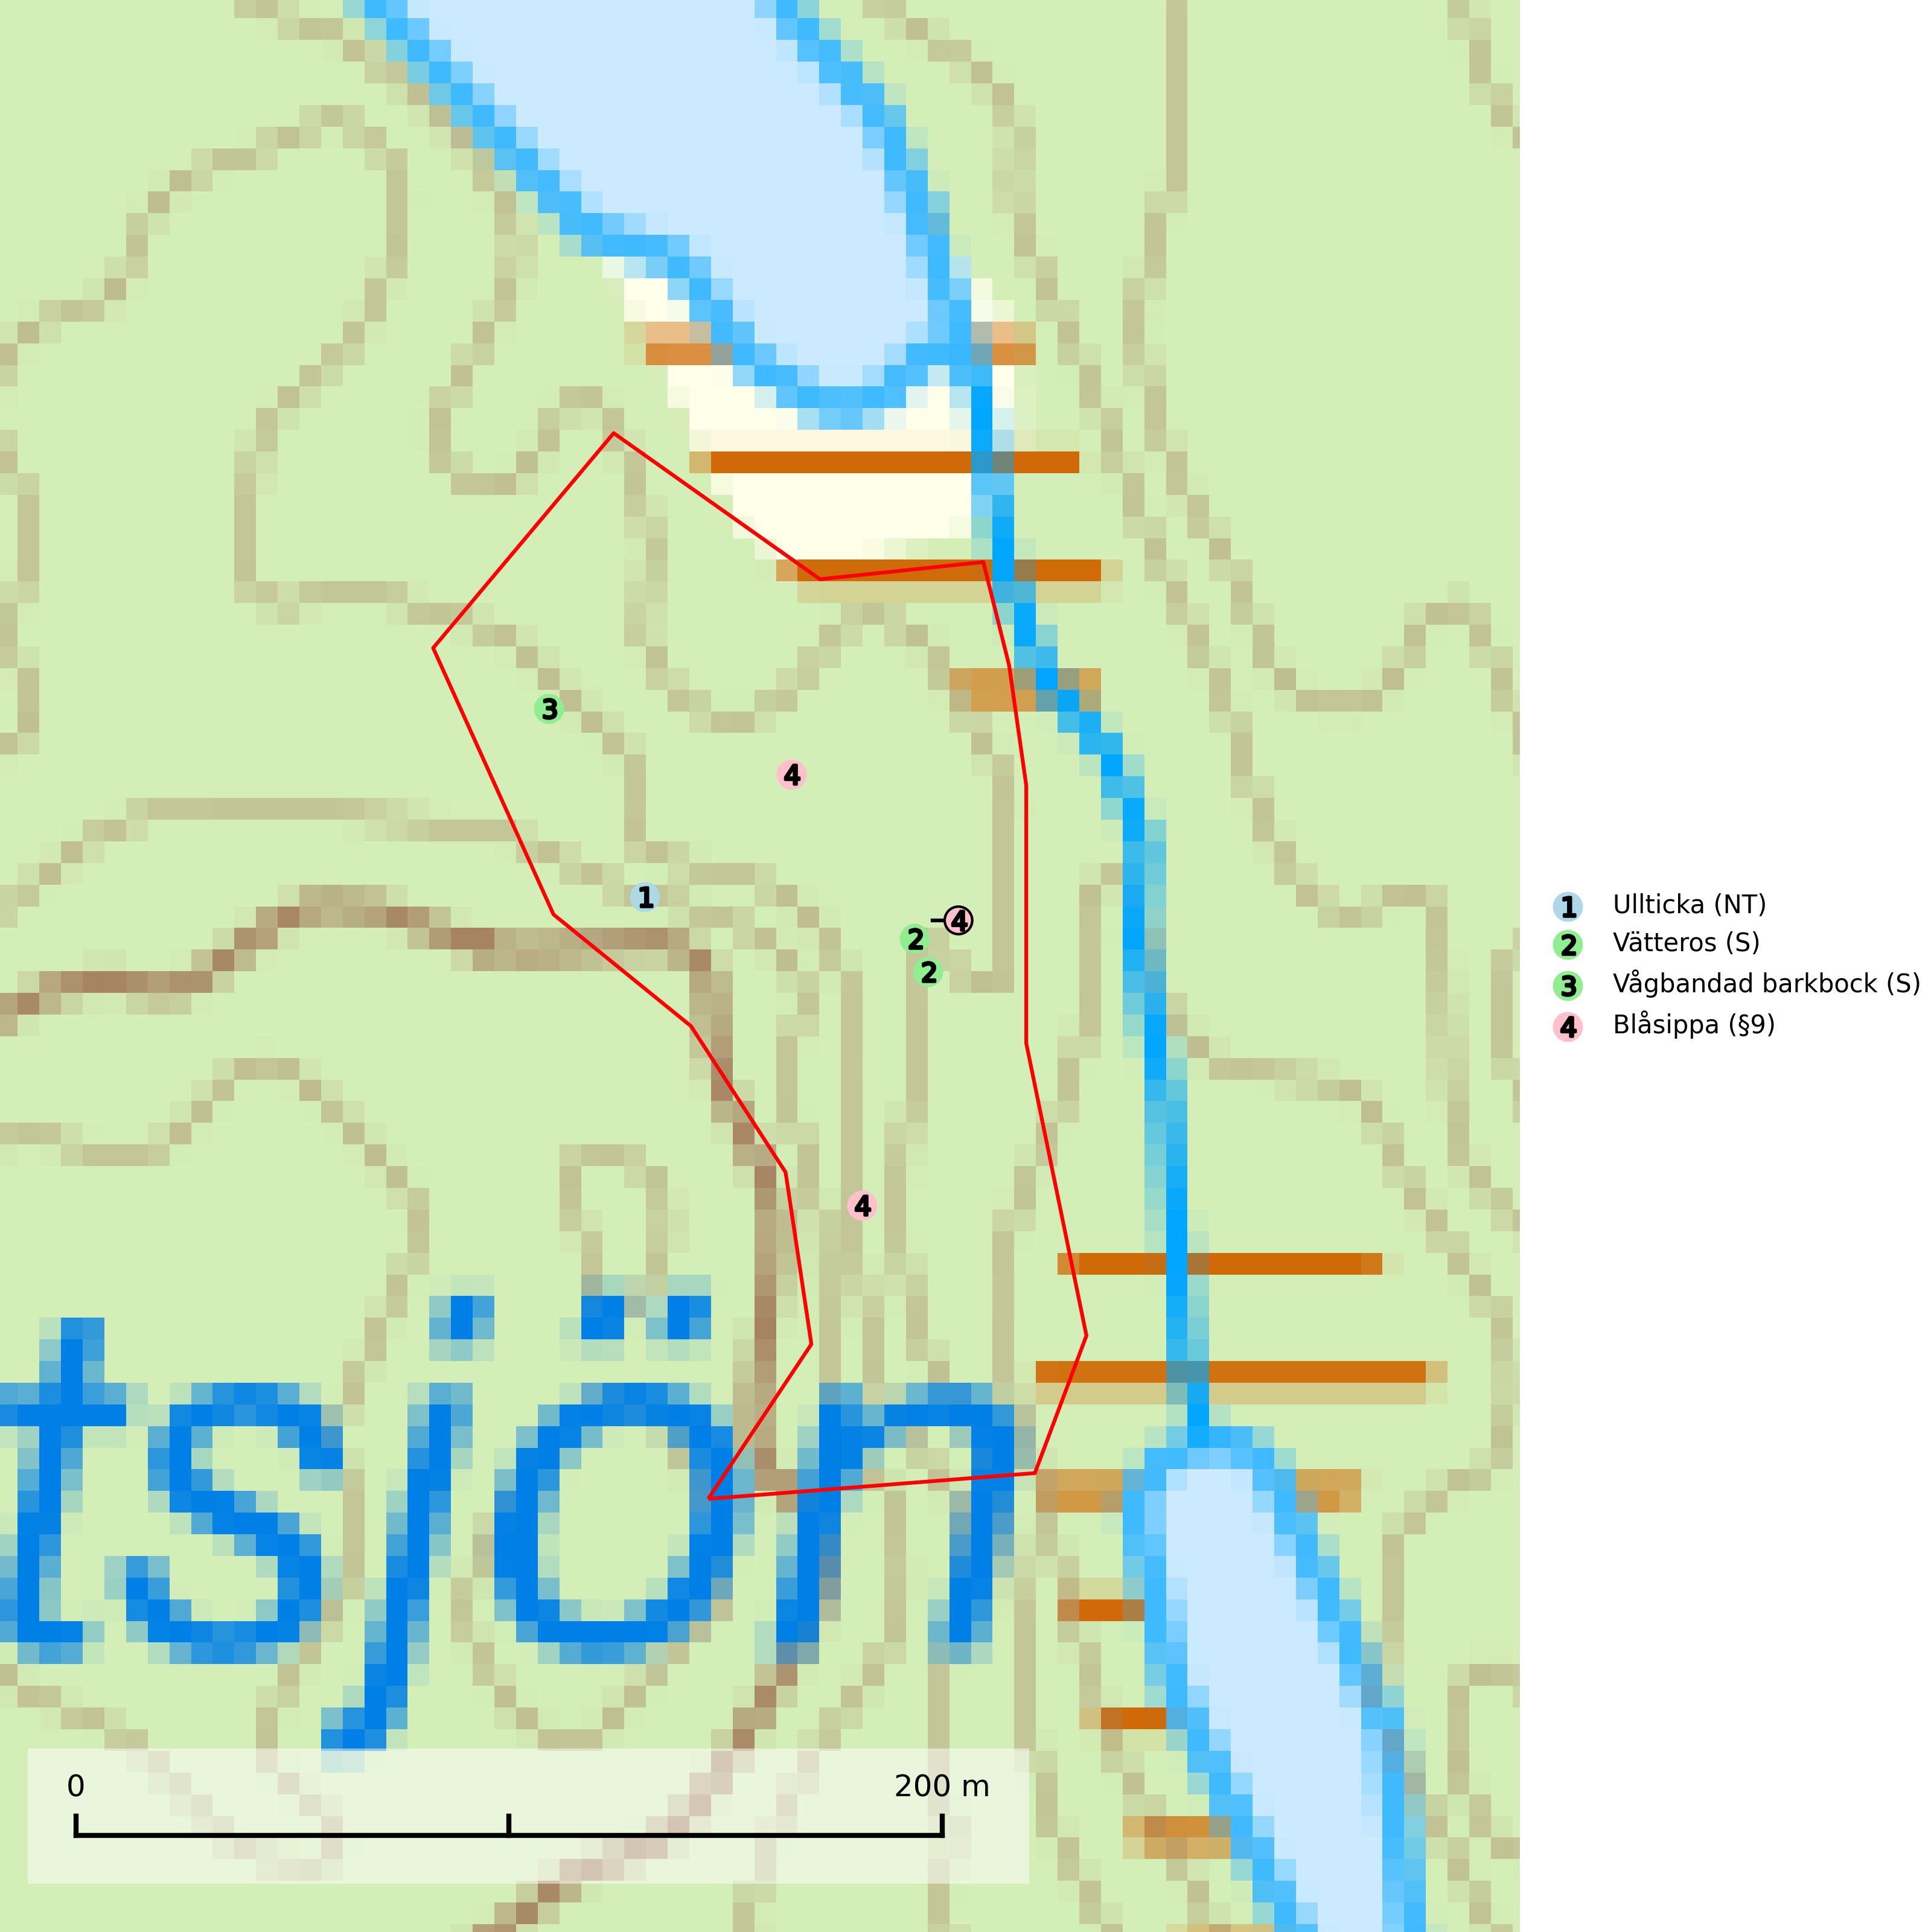 3
4
1
4
2
2
4
tsjön
0 200 m
1 Ullticka (NT)
2 Vätteros (S)
3 Vågbandad barkbock (S)
4 Blåsippa (§9)